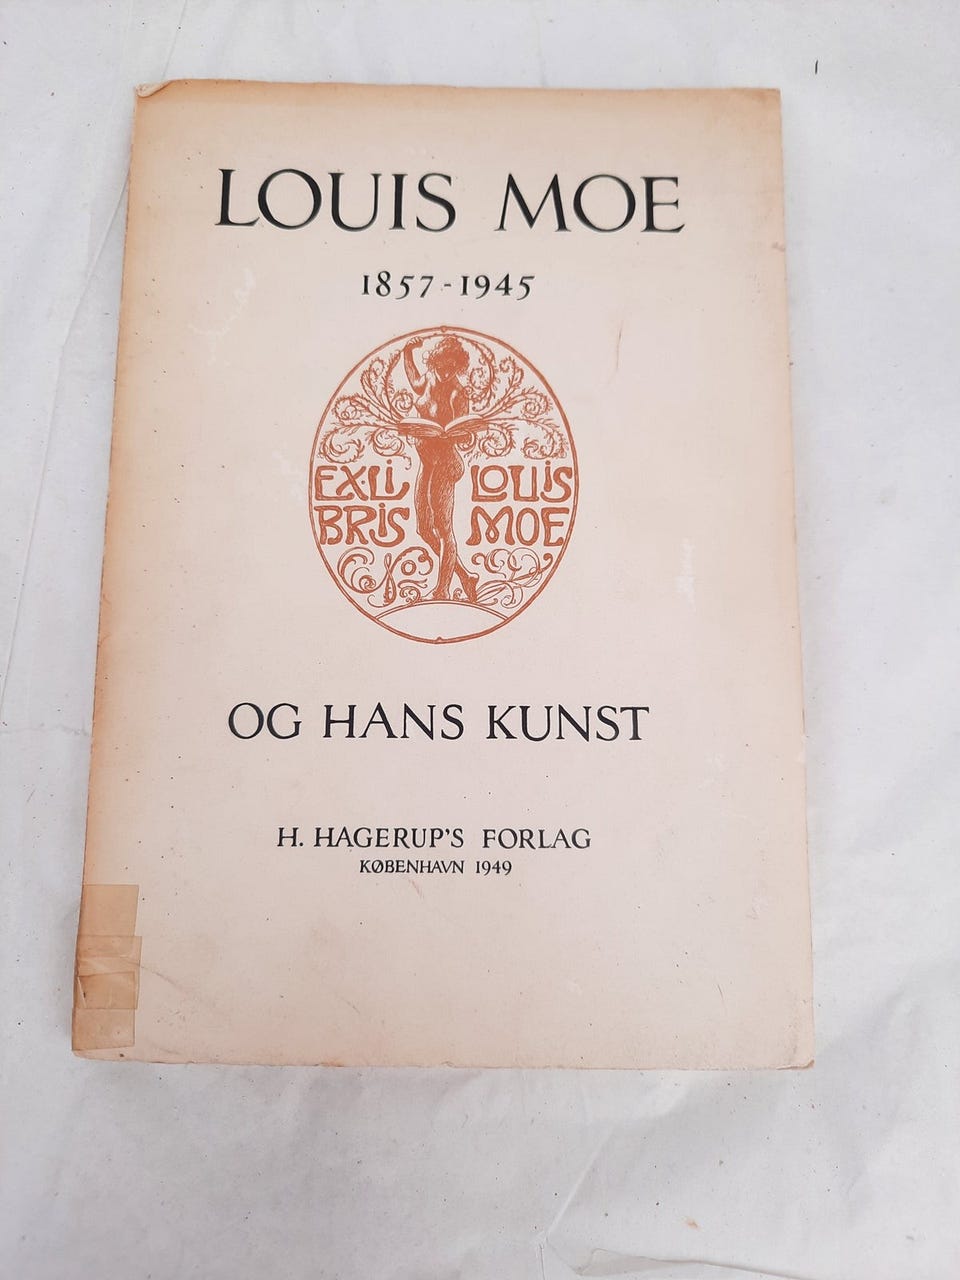 LOUIS MOE
1857-1945
EX·LI
BRIS
LOUIS
MOE
OG HANS KUNST
H. HAGERUP'S FORLAG
KØBENHAVN 1949